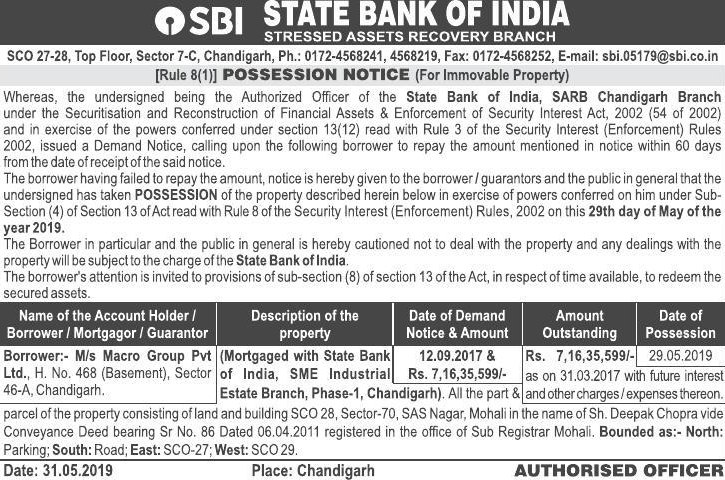 SBI STATE BANK OF INDIA
STRESSED ASSETS RECOVERY BRANCH
SCO 27-28, Top Floor, Sector 7-C, Chandigarh, Ph.: 0172-4568241, 4568219, Fax: 0172-4568252, E-mail: sbi.05179@sbi.co.in
[Rule 8(1)] POSSESSION NOTICE (For Immovable Property)
Whereas, the undersigned being the Authorized Officer of the State Bank of India, SARB Chandigarh Branch
under the Securitisation and Reconstruction of Financial Assets & Enforcement of Security Interest Act, 2002 (54 of 2002)
and in exercise of the powers conferred under section 13(12) read with Rule 3 of the Security Interest (Enforcement) Rules
2002, issued a Demand Notice, calling upon the following borrower to repay the amount mentioned in notice within 60 days
from the date of receipt of the said notice.
The borrower having failed to repay the amount, notice is hereby given to the borrower / guarantors and the public in general that the
undersigned has taken POSSESSION of the property described herein below in exercise of powers conferred on him under Sub-
Section (4) of Section 13 of Act read with Rule 8 of the Security Interest (Enforcement) Rules, 2002 on this 29th day of May of the
year 2019.
The Borrower in particular and the public in general is hereby cautioned not to deal with the property and any dealings with the
property will be subject to the charge of the State Bank of India.
The borrower's attention is invited to provisions of sub-section (8) of section 13 of the Act, in respect of time available, to redeem the
secured assets.
Name of the Account Holder /
Borrower / Mortgagor / Guarantor
Description of the
property
Date of Demand
Notice & Amount
Amount
Outstanding
Date of
Possession
Borrower:- M/s Macro Group Pvt
Ltd., H. No. 468 (Basement), Sector
46-A, Chandigarh.
(Mortgaged with State Bank
of India, SME Industrial
Estate Branch, Phase-1, Chandigarh). All the part &
12.09.2017 &
Rs. 7,16,35,599/-
Rs. 7,16,35,599/-
as on 31.03.2017 with future interest
and other charges / expenses thereon.
29.05.2019
parcel of the property consisting of land and building SCO 28, Sector-70, SAS Nagar, Mohali in the name of Sh. Deepak Chopra vide
Conveyance Deed bearing Sr No. 86 Dated 06.04.2011 registered in the office of Sub Registrar Mohali. Bounded as:- North:
Parking; South: Road; East: SCO-27; West: SCO 29.
Date: 31.05.2019 Place: Chandigarh AUTHORISED OFFICER